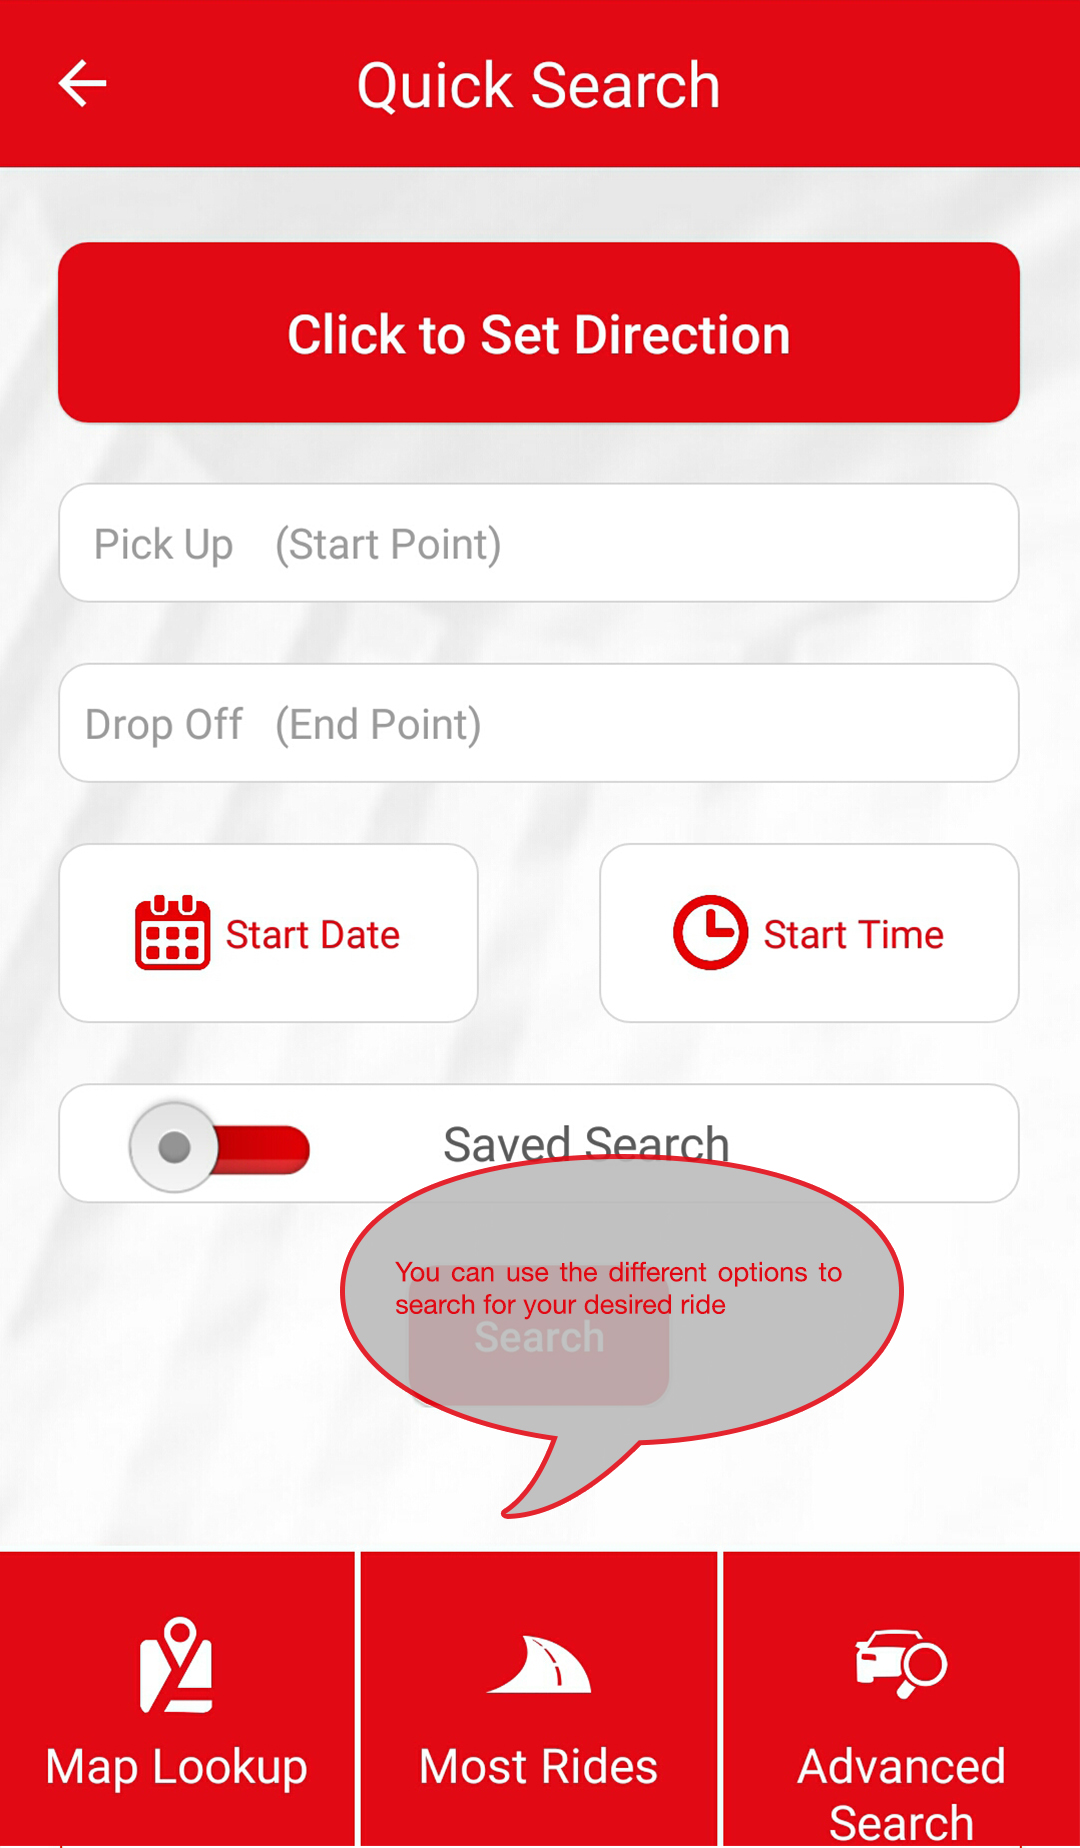 Quick Search
Click to Set Direction
Pick Up (Start Point)
Drop Off (End Point)
Start Date
Start Time
Saved Search
You can use the different options to
search for your desired ride
Search
Map Lookup
Most Rides
Advanced
Search